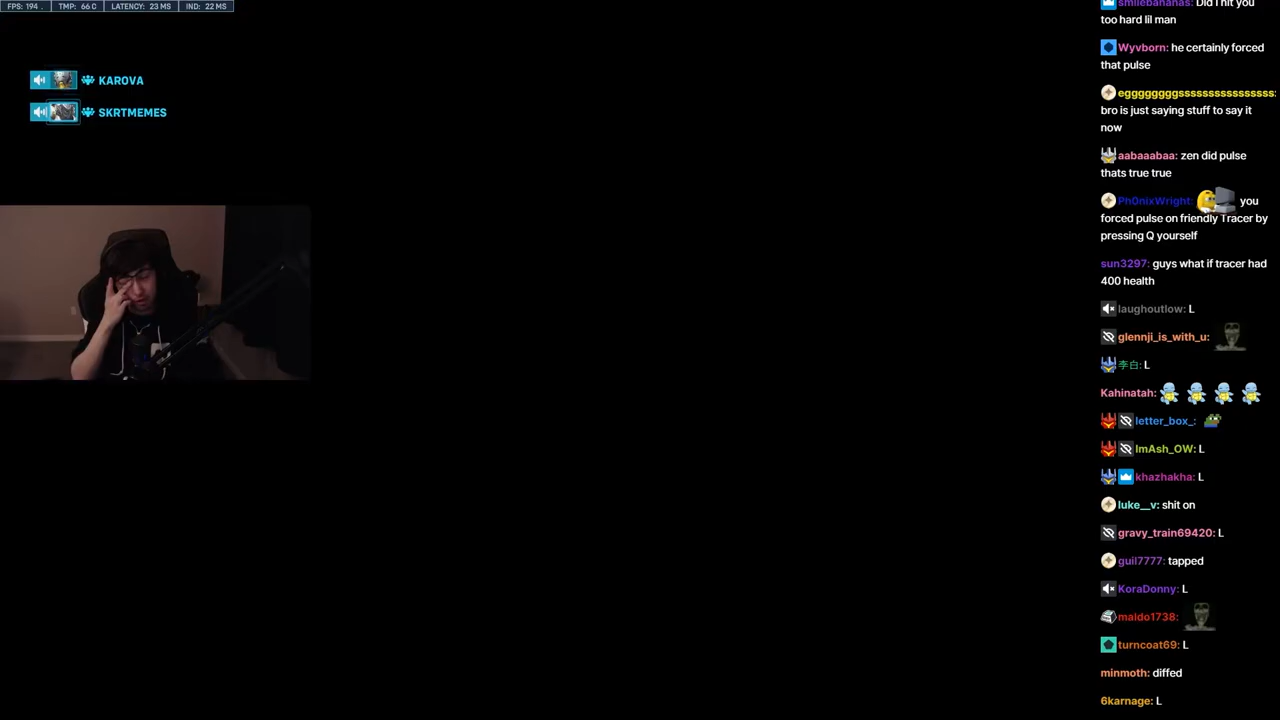 FPS: 194 . TMP: 66 C LATENCY: 23 MS IND: 22 MS
KAROVA
SKRTMEMES
smilebananas: Did I hit you
too hard lil man
Wyvborn: he certainly forced
that pulse
bro is just saying stuff to say it
now
aabaaabaa: zen did pulse
thats true true
Ph0nixWright: you
forced pulse on friendly Tracer by
pressing Q yourself
sun3297: guys what if tracer had
400 health
laughoutlow: L
glennji_is_with_u:
李白: L
Kahinatah:
letter_box_:
ImAsh_OW: L
khazhakha: L
luke__v: shit on
gravy_train69420: L
guil7777: tapped
KoraDonny: L
maldo1738:
turncoat69: L
minmoth: diffed
6karnage: L